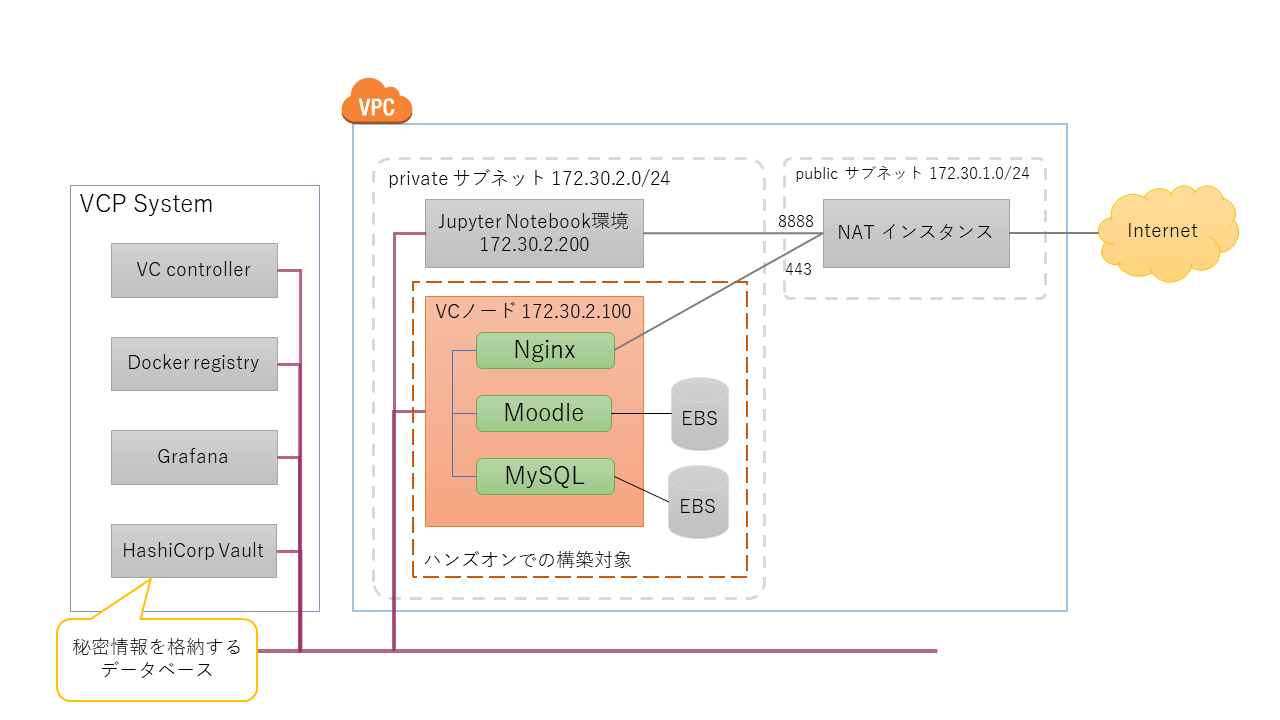 VPC
private サブネット 172.30.2.0/24
public サブネット 172.30.1.0/24
VCP System
Jupyter Notebook環境
172.30.2.200
8888
NAT インスタンス
Internet
443
VC controller
VCノード 172.30.2.100
Nginx
Docker registry
Moodle
EBS
Grafana
MySQL
EBS
HashiCorp Vault
ハンズオンでの構築対象
秘密情報を格納する
データベース